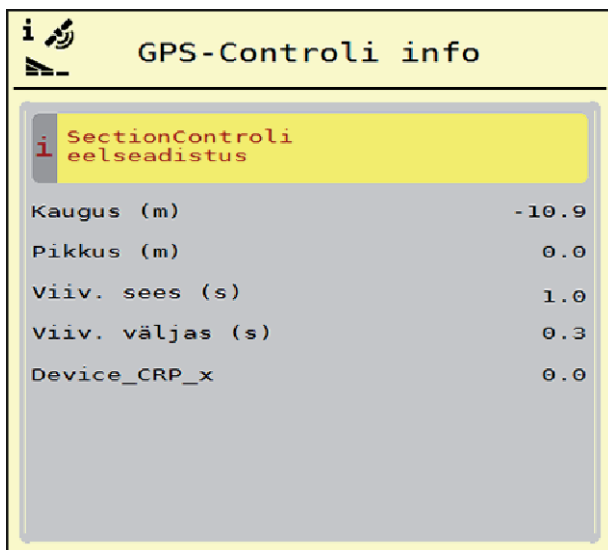 i
GPS-Controli info
i
SectionControli
eelseadistus
Kaugus (m) -10.9
Pikkus (m) 0.0
Viiv. sees (s) 1.0
Viiv. väljas (s) 0.3
Device_CRP_x 0.0